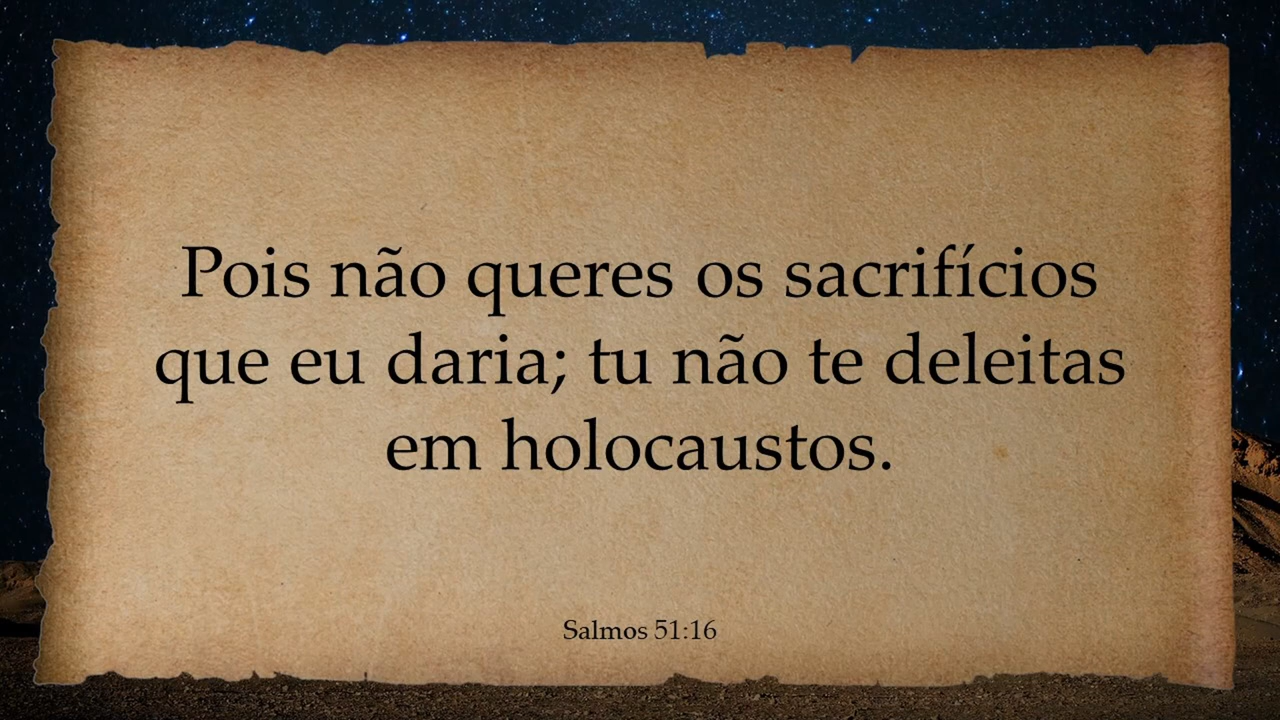 Pois não queres os sacrifícios
que eu daria; tu não te deleitas
em holocaustos.
Salmos 51:16